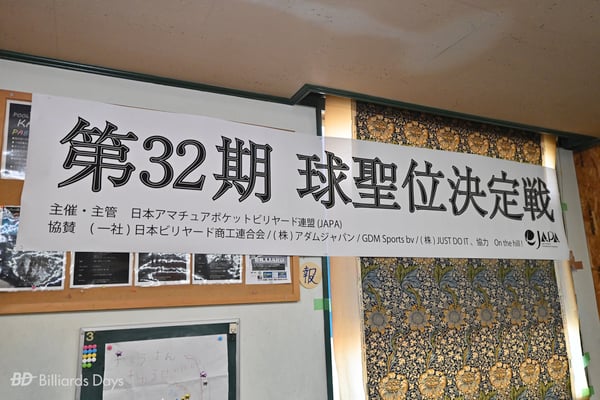 第32期 球聖位決定戦
主催・主管 日本アマチュアポケットビリヤード連盟(JAPA)
協賛 (一社)日本ビリヤード商工連合会/(株)アダムジャパン/GDM Sports bv/(株)JUST DO IT、協力 On the hill!
JAPA
報
3
BD Billiards Days